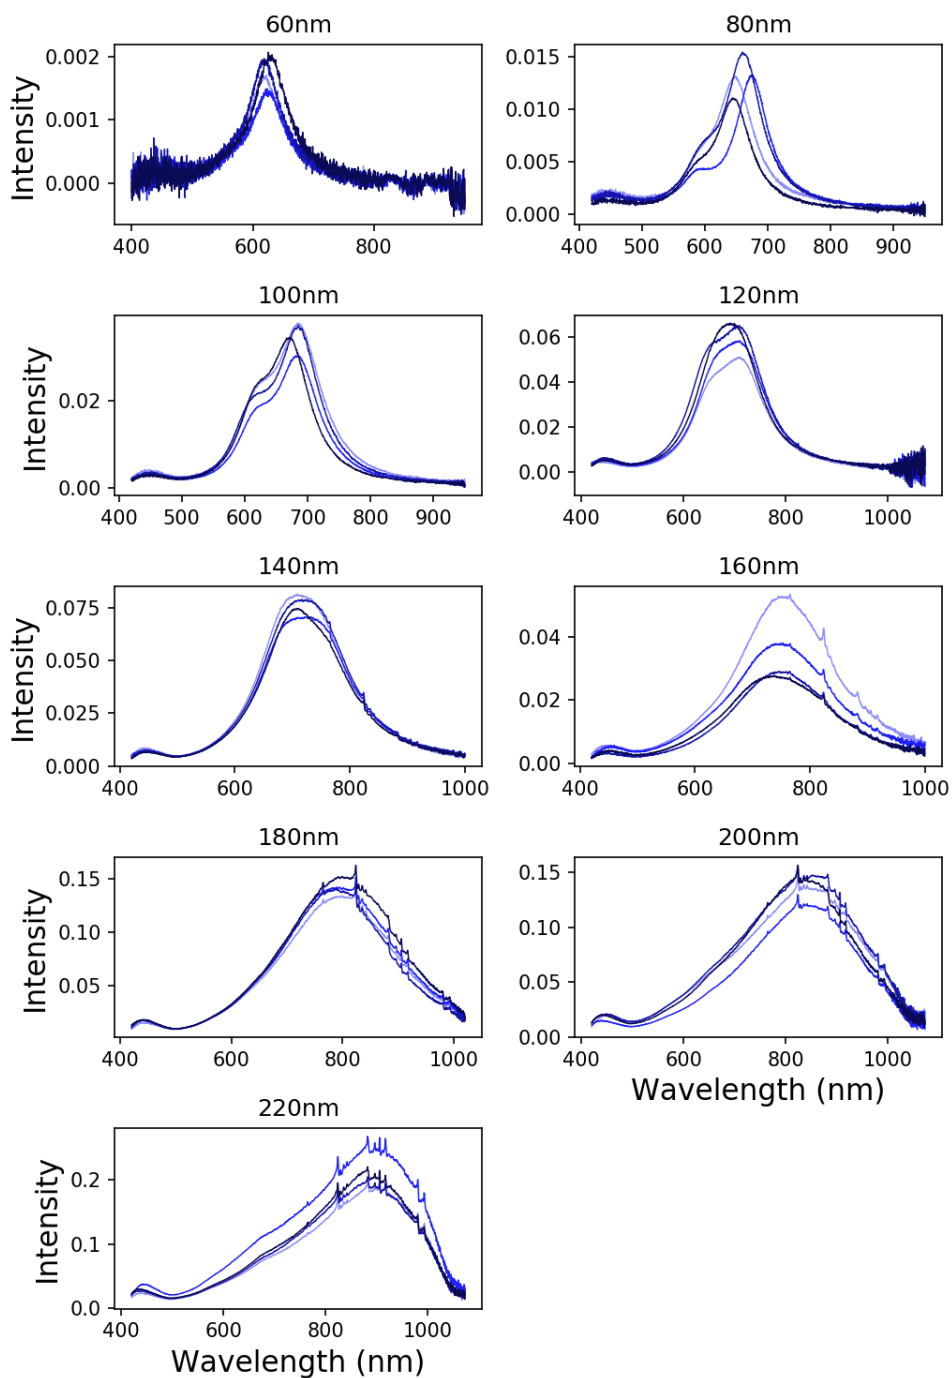 60nm
80nm
Intensity
0.002
0.001
0.000
400 600 800
0.015
0.010
0.005
0.000
400 500 600 700 800 900
100nm
120nm
Intensity
0.02
0.00
400 500 600 700 800 900
0.06
0.04
0.02
0.00
400 600 800 1000
140nm
160nm
Intensity
0.075
0.050
0.025
0.000
400 600 800 1000
0.04
0.02
0.00
400 600 800 1000
180nm
200nm
Intensity
0.15
0.10
0.05
400 600 800 1000
0.15
0.10
0.05
0.00
400 600 800 1000
Wavelength (nm)
220nm
Intensity
0.2
0.1
0.0
400 600 800 1000
Wavelength (nm)